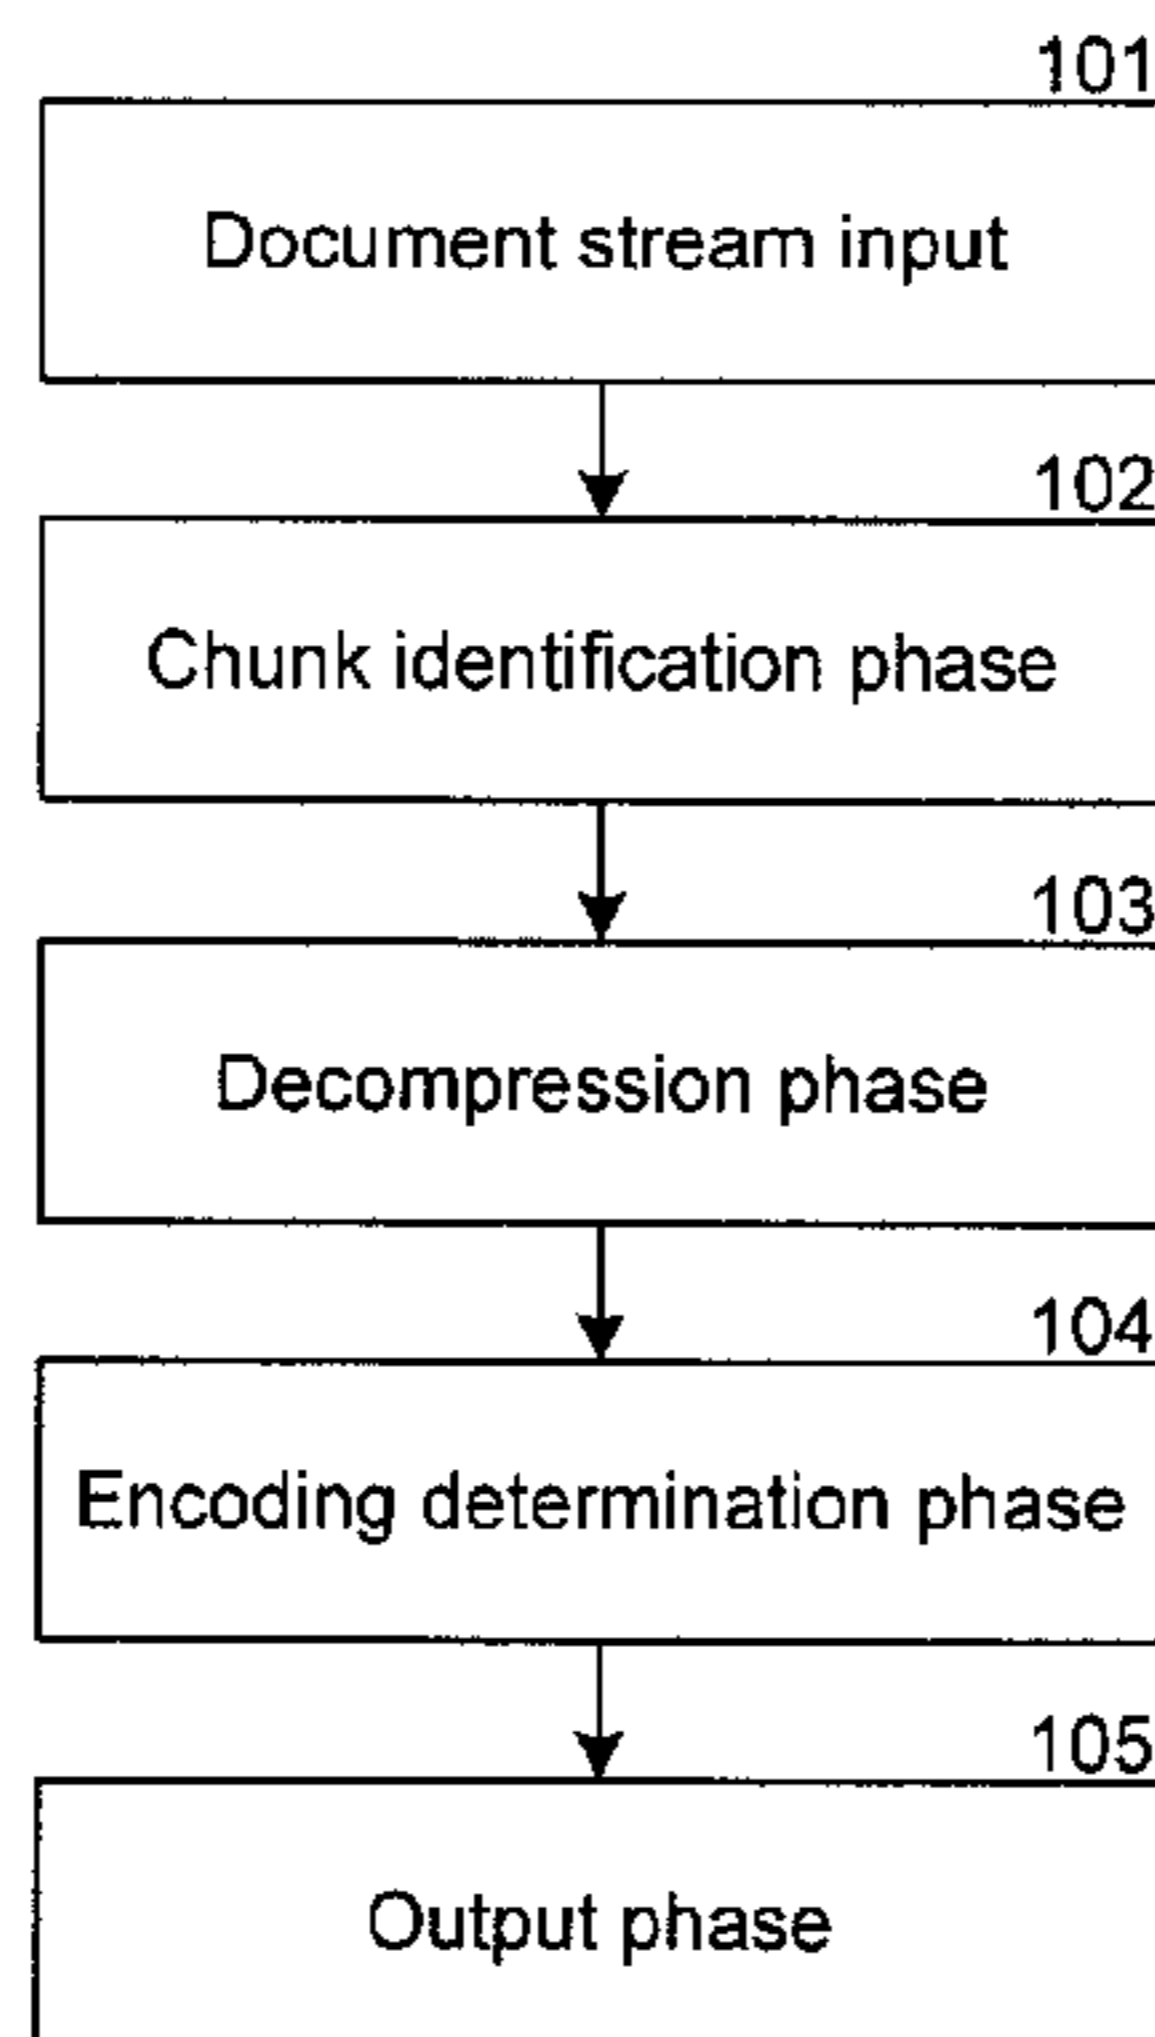 101
Document stream input
102
Chunk identification phase
103
Decompression phase
104
Encoding determination phase
105
Output phase